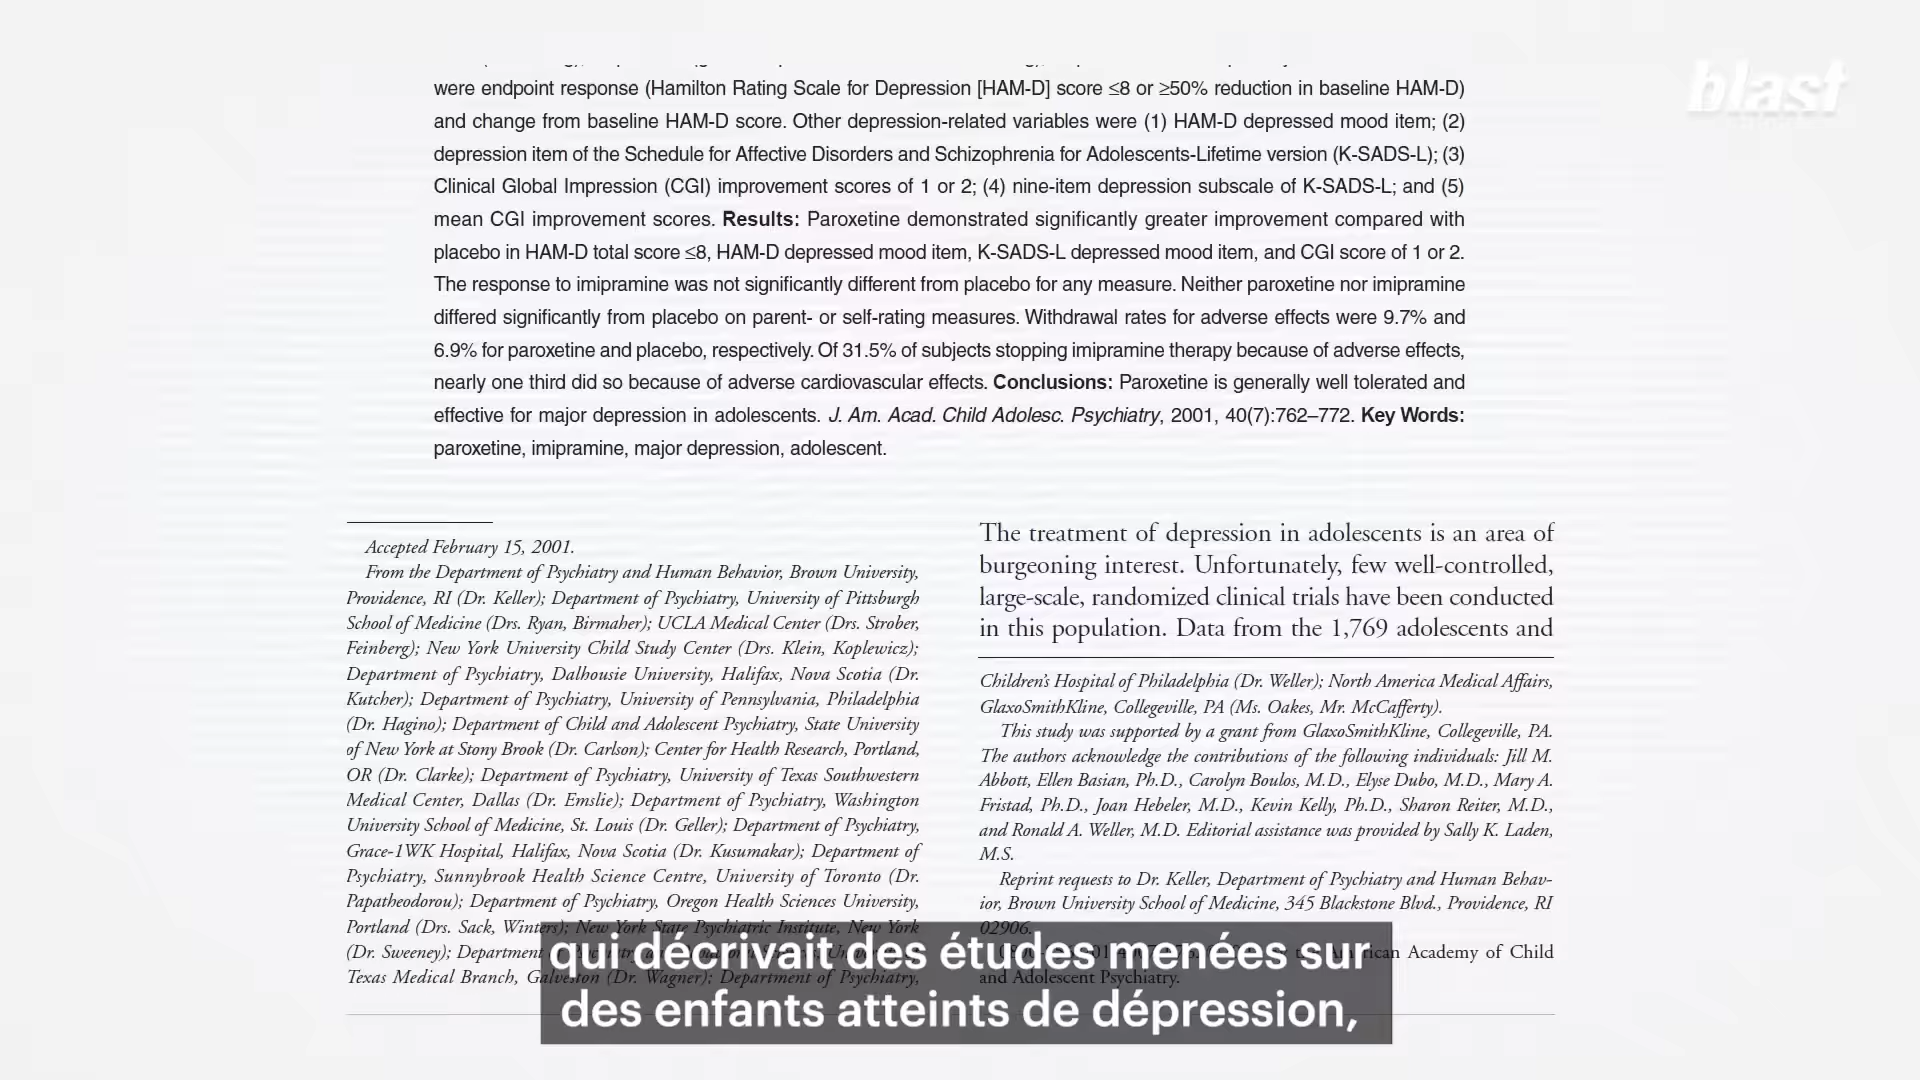 blast
were endpoint response (Hamilton Rating Scale for Depression [HAM-D] score ≤8 or ≥50% reduction in baseline HAM-D)
and change from baseline HAM-D score. Other depression-related variables were (1) HAM-D depressed mood item; (2)
depression item of the Schedule for Affective Disorders and Schizophrenia for Adolescents-Lifetime version (K-SADS-L); (3)
Clinical Global Impression (CGI) improvement scores of 1 or 2; (4) nine-item depression subscale of K-SADS-L; and (5)
mean CGI improvement scores. Results: Paroxetine demonstrated significantly greater improvement compared with
placebo in HAM-D total score ≤8, HAM-D depressed mood item, K-SADS-L depressed mood item, and CGI score of 1 or 2.
The response to imipramine was not significantly different from placebo for any measure. Neither paroxetine nor imipramine
differed significantly from placebo on parent- or self-rating measures. Withdrawal rates for adverse effects were 9.7% and
6.9% for paroxetine and placebo, respectively. Of 31.5% of subjects stopping imipramine therapy because of adverse effects,
nearly one third did so because of adverse cardiovascular effects. Conclusions: Paroxetine is generally well tolerated and
effective for major depression in adolescents. J. Am. Acad. Child Adolesc. Psychiatry, 2001, 40(7):762–772. Key Words:
paroxetine, imipramine, major depression, adolescent.
Accepted February 15, 2001.
From the Department of Psychiatry and Human Behavior, Brown University,
Providence, RI (Dr. Keller); Department of Psychiatry, University of Pittsburgh
School of Medicine (Drs. Ryan, Birmaher); UCLA Medical Center (Drs. Strober,
Feinberg); New York University Child Study Center (Drs. Klein, Koplewicz);
Department of Psychiatry, Dalhousie University, Halifax, Nova Scotia (Dr.
Kutcher); Department of Psychiatry, University of Pennsylvania, Philadelphia
(Dr. Hagino); Department of Child and Adolescent Psychiatry, State University
of New York at Stony Brook (Dr. Carlson); Center for Health Research, Portland,
OR (Dr. Clarke); Department of Psychiatry, University of Texas Southwestern
Medical Center, Dallas (Dr. Emslie); Department of Psychiatry, Washington
University School of Medicine, St. Louis (Dr. Geller); Department of Psychiatry,
Grace-1WK Hospital, Halifax, Nova Scotia (Dr. Kusumakar); Department of
Psychiatry, Sunnybrook Health Science Centre, University of Toronto (Dr.
Papatheodorou); Department of Psychiatry, Oregon Health Sciences University,
Portland (Drs. Sack, Winters); New York State Psychiatric Institute, New York
(Dr. Sweeney); Department
Texas Medical Branch, Galveston (Dr. Wagner); Department of Psychiatry,
The treatment of depression in adolescents is an area of
burgeoning interest. Unfortunately, few well-controlled,
large-scale, randomized clinical trials have been conducted
in this population. Data from the 1,769 adolescents and
Children's Hospital of Philadelphia (Dr. Weller); North America Medical Affairs,
GlaxoSmithKline, Collegeville, PA (Ms. Oakes, Mr. McCafferty).
This study was supported by a grant from GlaxoSmithKline, Collegeville, PA.
The authors acknowledge the contributions of the following individuals: Jill M.
Abbott, Ellen Basian, Ph.D., Carolyn Boulos, M.D., Elyse Dubo, M.D., Mary A.
Fristad, Ph.D., Joan Hebeler, M.D., Kevin Kelly, Ph.D., Sharon Reiter, M.D.,
and Ronald A. Weller, M.D. Editorial assistance was provided by Sally K. Laden,
M.S.
Reprint requests to Dr. Keller, Department of Psychiatry and Human Behav-
ior, Brown University School of Medicine, 345 Blackstone Blvd., Providence, RI
02906.
American Academy of Child
and Adolescent Psychiatry.
qui décrivait des études menées sur
des enfants atteints de dépression,